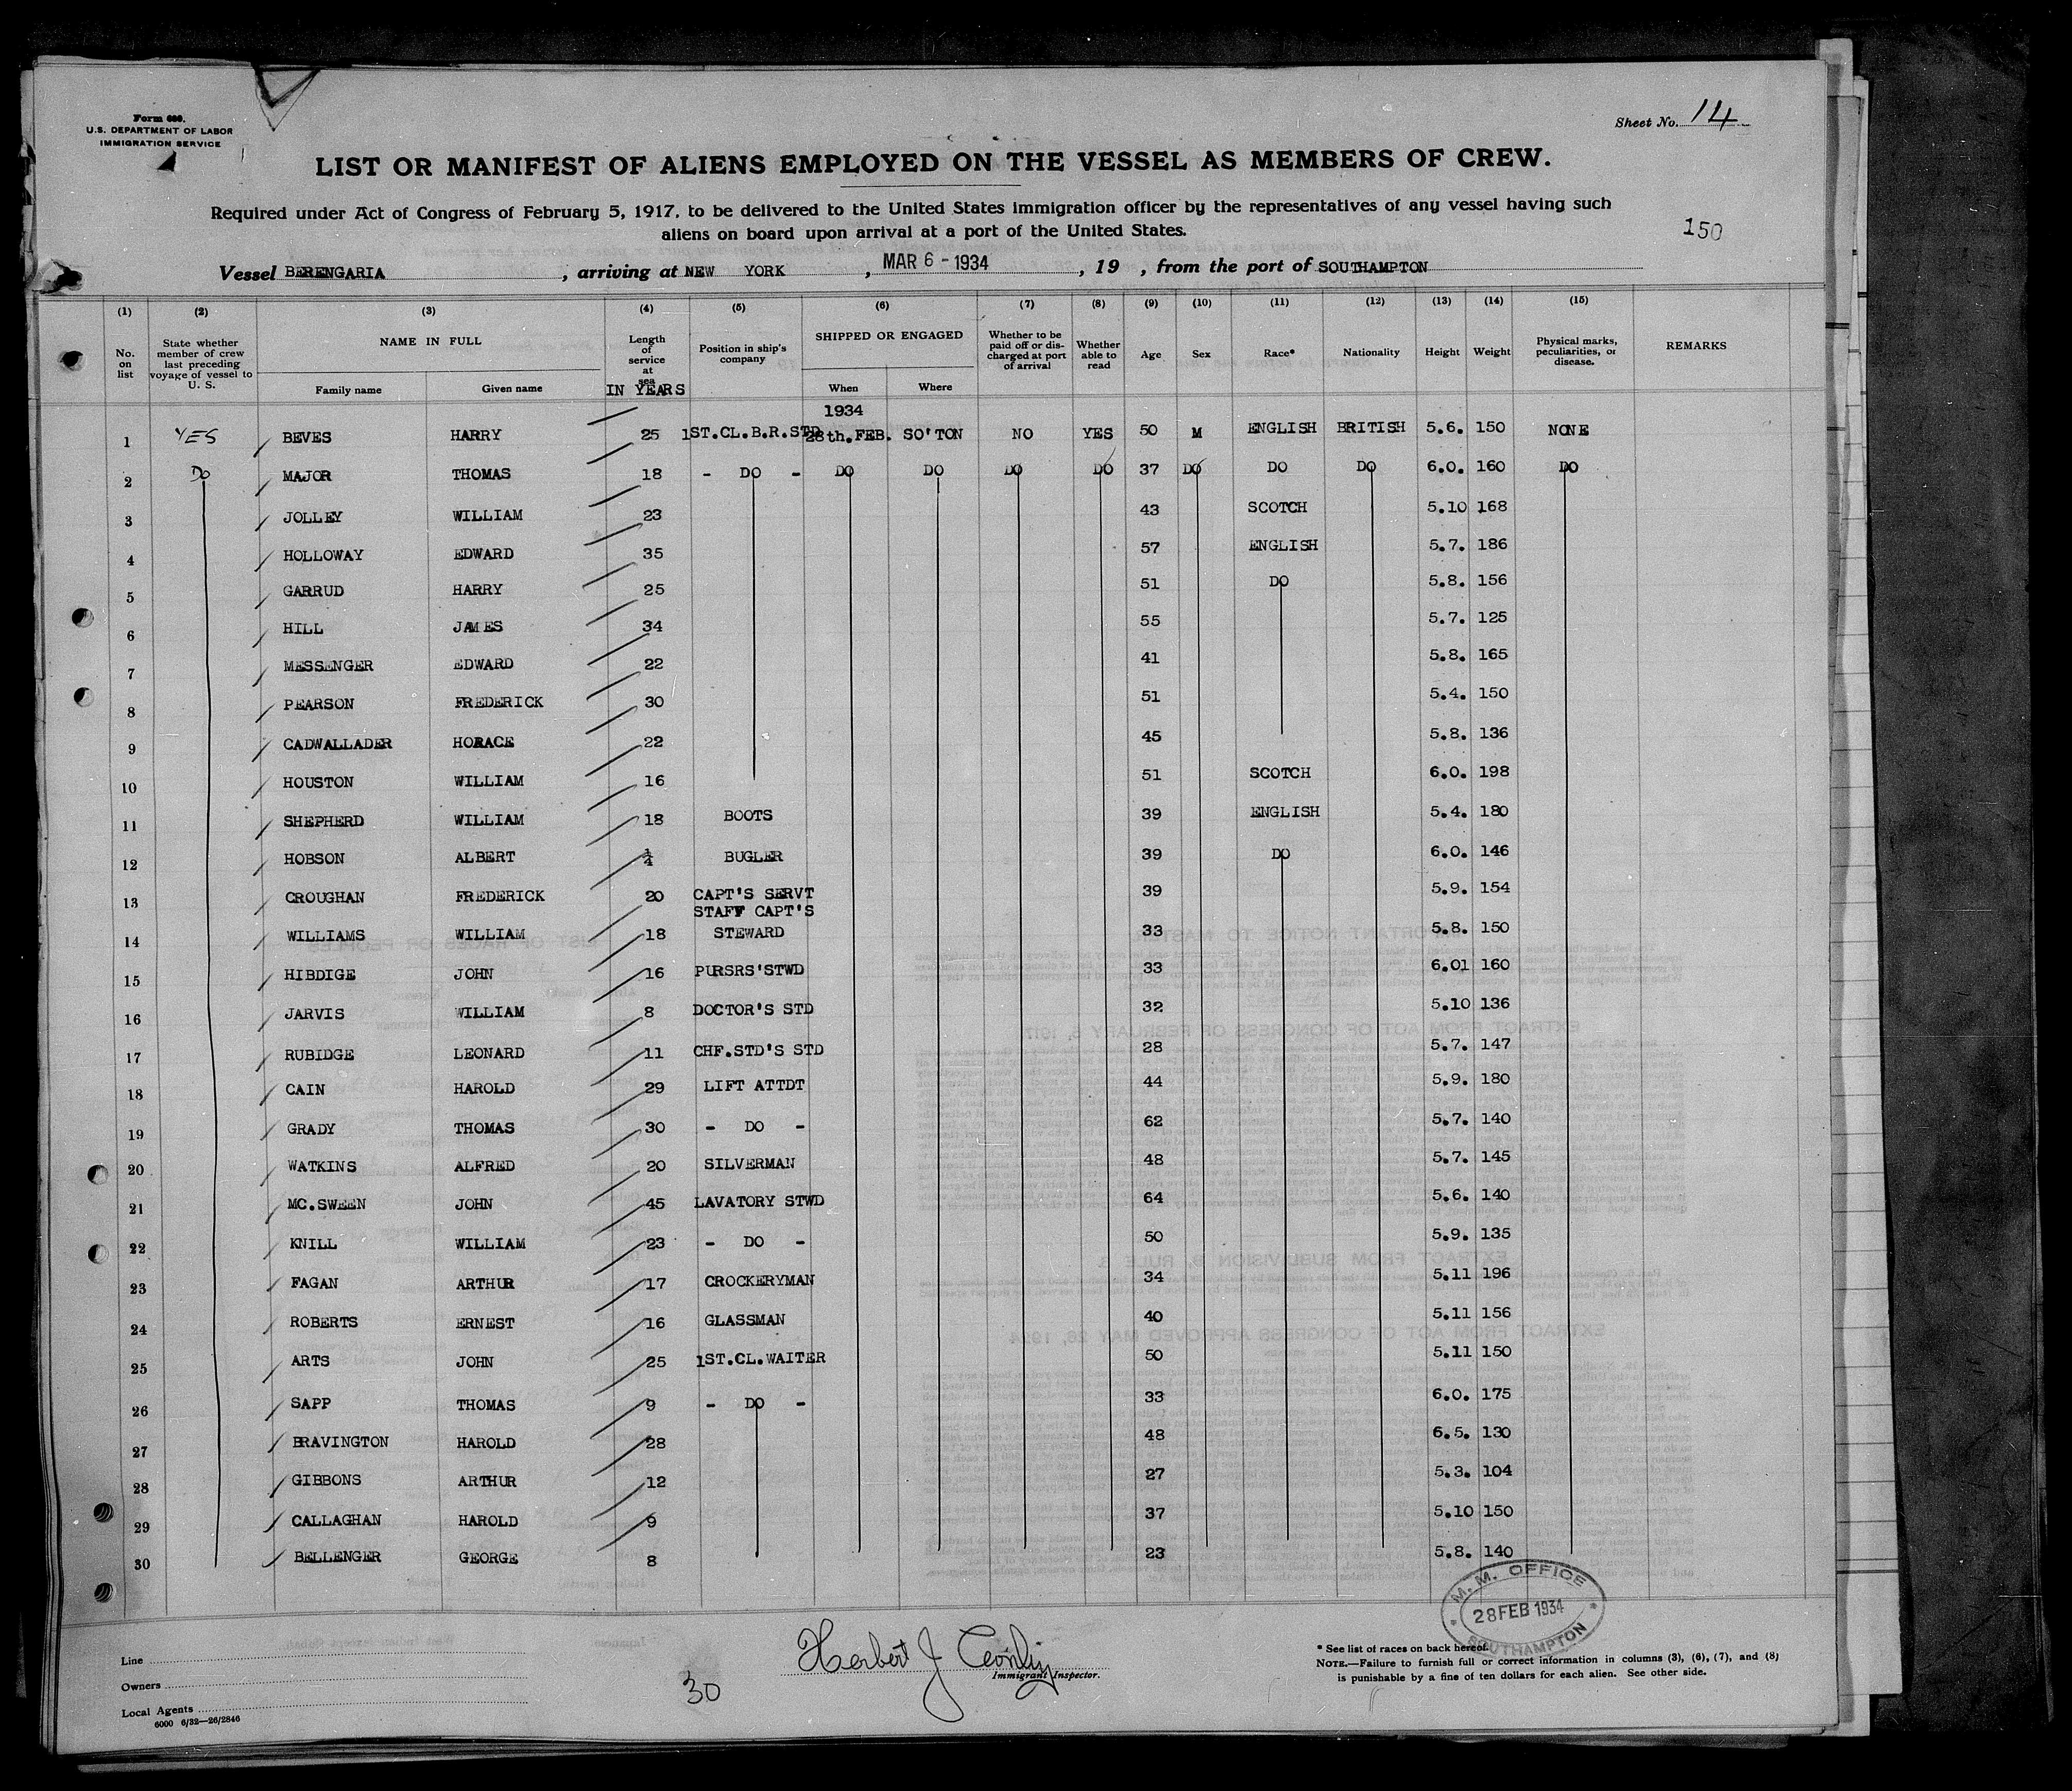 Form 680.
U.S. DEPARTMENT OF LABOR
IMMIGRATION SERVICE
Sheet No. 14
LIST OR MANIFEST OF ALIENS EMPLOYED ON THE VESSEL AS MEMBERS OF CREW.
Required under Act of Congress of February 5, 1917, to be delivered to the United States immigration officer by the representatives of any vessel having such
aliens on board upon arrival at a port of the United States.
150
Vessel BERENGARIA, arriving at NEW YORK, MAR 6 - 1934, 19 , from the port of SOUTHAMPTON
(1) (2) (3) (4) (5) (6) (7) (8) (9) (10) (11) (12) (13) (14) (15)
No. on list State whether member of crew last preceding voyage of vessel to U. S. NAME IN FULL Family name Given name Length of service at sea IN YEARS Position in ship's company SHIPPED OR ENGAGED When Where Whether to be paid off or discharged at port of arrival Whether able to read Age Sex Race* Nationality Height Weight Physical marks, peculiarities, or disease. REMARKS
1934
1 YES BEVES HARRY 25 1ST.CL.B.R.STD 28th.FEB. SO'TON NO YES 50 M ENGLISH BRITISH 5.6. 150 NONE
2 DO MAJOR THOMAS 18 - DO - DO DO DO DO 37 DO DO DO 6.0. 160 DO
3 JOLLEY WILLIAM 23 43 SCOTCH 5.10 168
4 HOLLOWAY EDWARD 35 57 ENGLISH 5.7. 186
5 GARRUD HARRY 25 51 DO 5.8. 156
6 HILL JAMES 34 55 5.7. 125
7 MESSENGER EDWARD 22 41 5.8. 165
8 PEARSON FREDERICK 30 51 5.4. 150
9 CADWALLADER HORACE 22 45 5.8. 136
10 HOUSTON WILLIAM 16 51 SCOTCH 6.0. 198
11 SHEPHERD WILLIAM 18 BOOTS 39 ENGLISH 5.4. 180
12 HOBSON ALBERT ¼ BUGLER 39 DO 6.0. 146
13 CROUGHAN FREDERICK 20 CAPT'S SERVT 39 5.9. 154
STAFF CAPT'S
14 WILLIAMS WILLIAM 18 STEWARD 33 5.8. 150
15 HIBDIGE JOHN 16 PURSRS'STWD 33 6.01 160
16 JARVIS WILLIAM 8 DOCTOR'S STD 32 5.10 136
17 RUBIDGE LEONARD 11 CHF.STD'S STD 28 5.7. 147
18 CAIN HAROLD 29 LIFT ATTDT 44 5.9. 180
19 GRADY THOMAS 30 - DO - 62 5.7. 140
20 WATKINS ALFRED 20 SILVERMAN 48 5.7. 145
21 MC.SWEEN JOHN 45 LAVATORY STWD 64 5.6. 140
22 KNILL WILLIAM 23 - DO - 50 5.9. 135
23 FAGAN ARTHUR 17 CROCKERYMAN 34 5.11 196
24 ROBERTS ERNEST 16 GLASSMAN 40 5.11 156
25 ARTS JOHN 25 1ST.CL.WAITER 50 5.11 150
26 SAPP THOMAS 9 - DO - 33 6.0. 175
27 BRAVINGTON HAROLD 28 48 6.5. 130
28 GIBBONS ARTHUR 12 27 5.3. 104
29 CALLAGHAN HAROLD 9 37 5.10 150
30 BELLENGER GEORGE 8 23 5.8. 140
M. M. OFFICE
28 FEB 1934
SOUTHAMPTON
Line
Owners
Local Agents
6000 6/32—26/2846
30
Herbert J
Immigrant Inspector.
* See list of races on back hereof.
NOTE.—Failure to furnish full or correct information in columns (3), (6), (7), and (8)
is punishable by a fine of ten dollars for each alien. See other side.